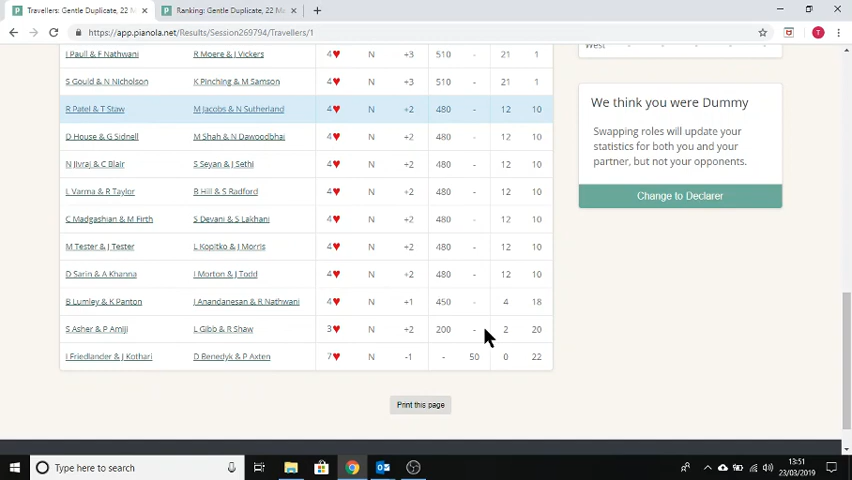 Travellers: Gentle Duplicate, 22 M
Ranking: Gentle Duplicate, 22 Mar
https://app.pianola.net/Results/Session269794/Travellers/1
T
I Paull & F Nathwani R Moere & J Vickers 4♥ N +3 510 - 21 1
West - - - - -
S Gould & N Nicholson K Pinching & M Samson 4♥ N +3 510 - 21 1
We think you were Dummy
R Patel & T Staw M Jacobs & N Sutherland 4♥ N +2 480 - 12 10
Swapping roles will update your
statistics for both you and your
partner, but not your opponents.
Change to Declarer
D House & G Sidnell M Shah & N Dawoodbhai 4♥ N +2 480 - 12 10
N Jivraj & C Blair S Seyan & J Sethi 4♥ N +2 480 - 12 10
L Varma & R Taylor B Hill & S Radford 4♥ N +2 480 - 12 10
C Madgashian & M Firth S Devani & S Lakhani 4♥ N +2 480 - 12 10
M Tester & J Tester L Kopitko & J Morris 4♥ N +2 480 - 12 10
D Sarin & A Khanna I Morton & J Todd 4♥ N +2 480 - 12 10
B Lumley & K Panton J Anandanesan & R Nathwani 4♥ N +1 450 - 4 18
S Asher & P Amiji L Gibb & R Shaw 3♥ N +2 200 - 2 20
I Friedlander & J Kothari D Benedyk & P Axten 7♥ N -1 - 50 0 22
Print this page
Type here to search
13:51
23/03/2019